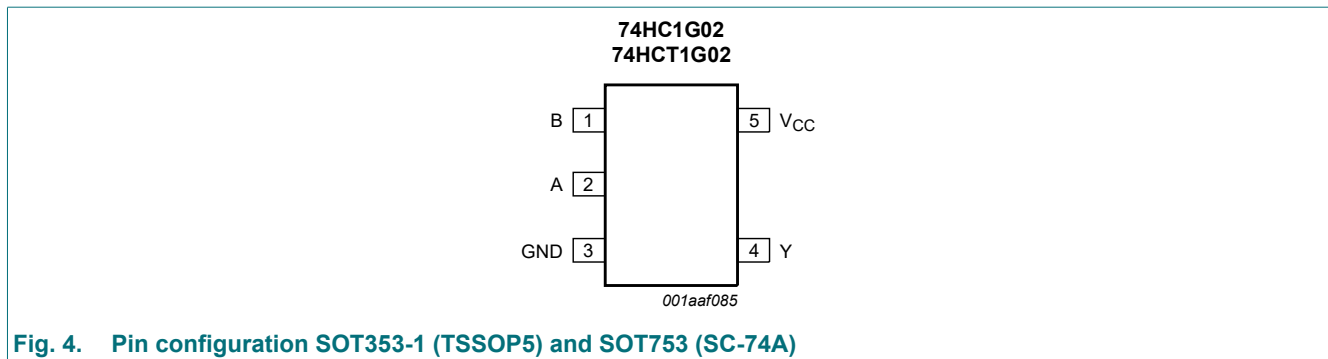 74HC1G02
74HCT1G02
B 1
5 VCC
A 2
GND 3
4 Y
001aaf085
Fig. 4. Pin configuration SOT353-1 (TSSOP5) and SOT753 (SC-74A)